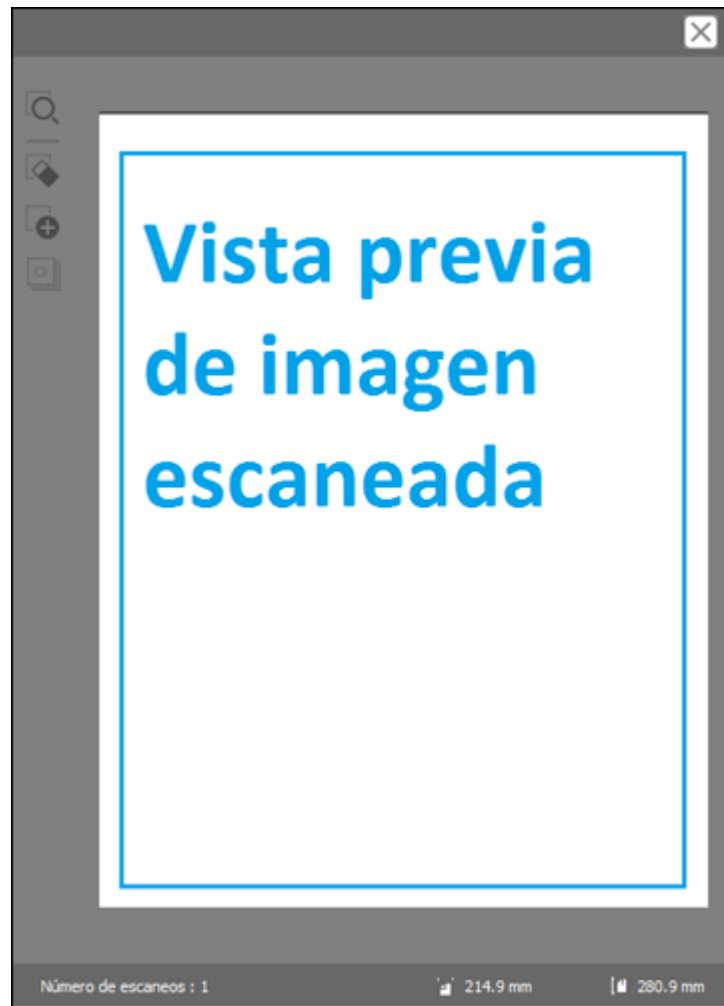 Vista previa
de imagen
escaneada
Número de escaneos : 1 214.9 mm 280.9 mm